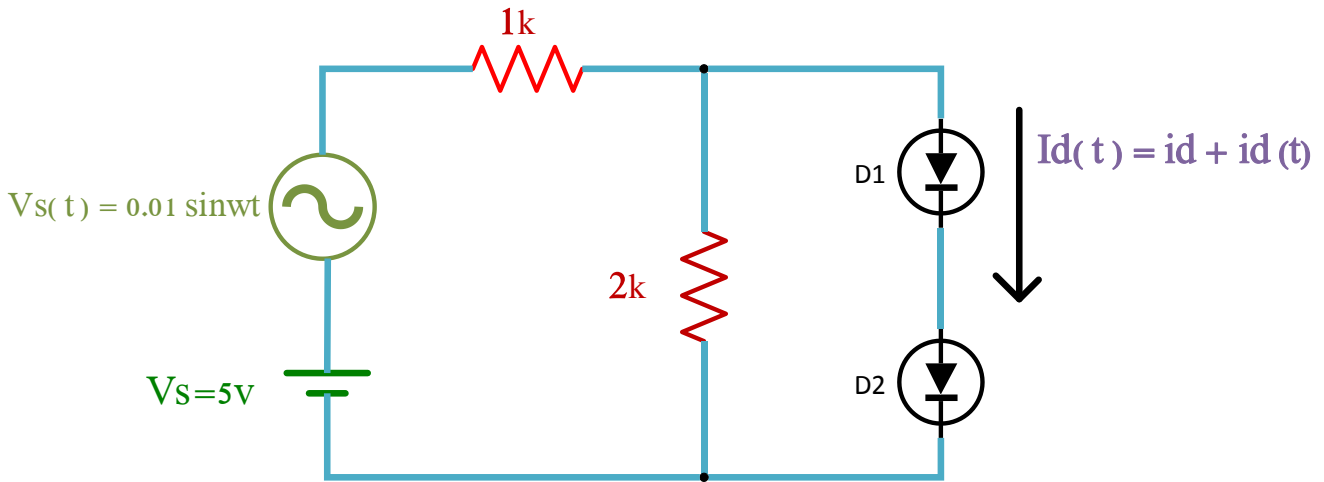 1k
D1
Id( t ) = id + id (t)
Vs( t ) = 0.01 sinwt
2k
Vs=5v
D2